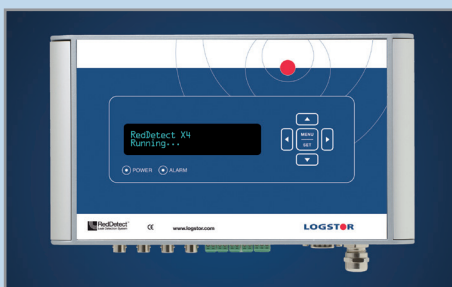 RedDetect X4
Running...
MENU
SET
POWER
ALARM
RedDetect
Leak Detection System
CE
www.logstor.com
LOGSTOR